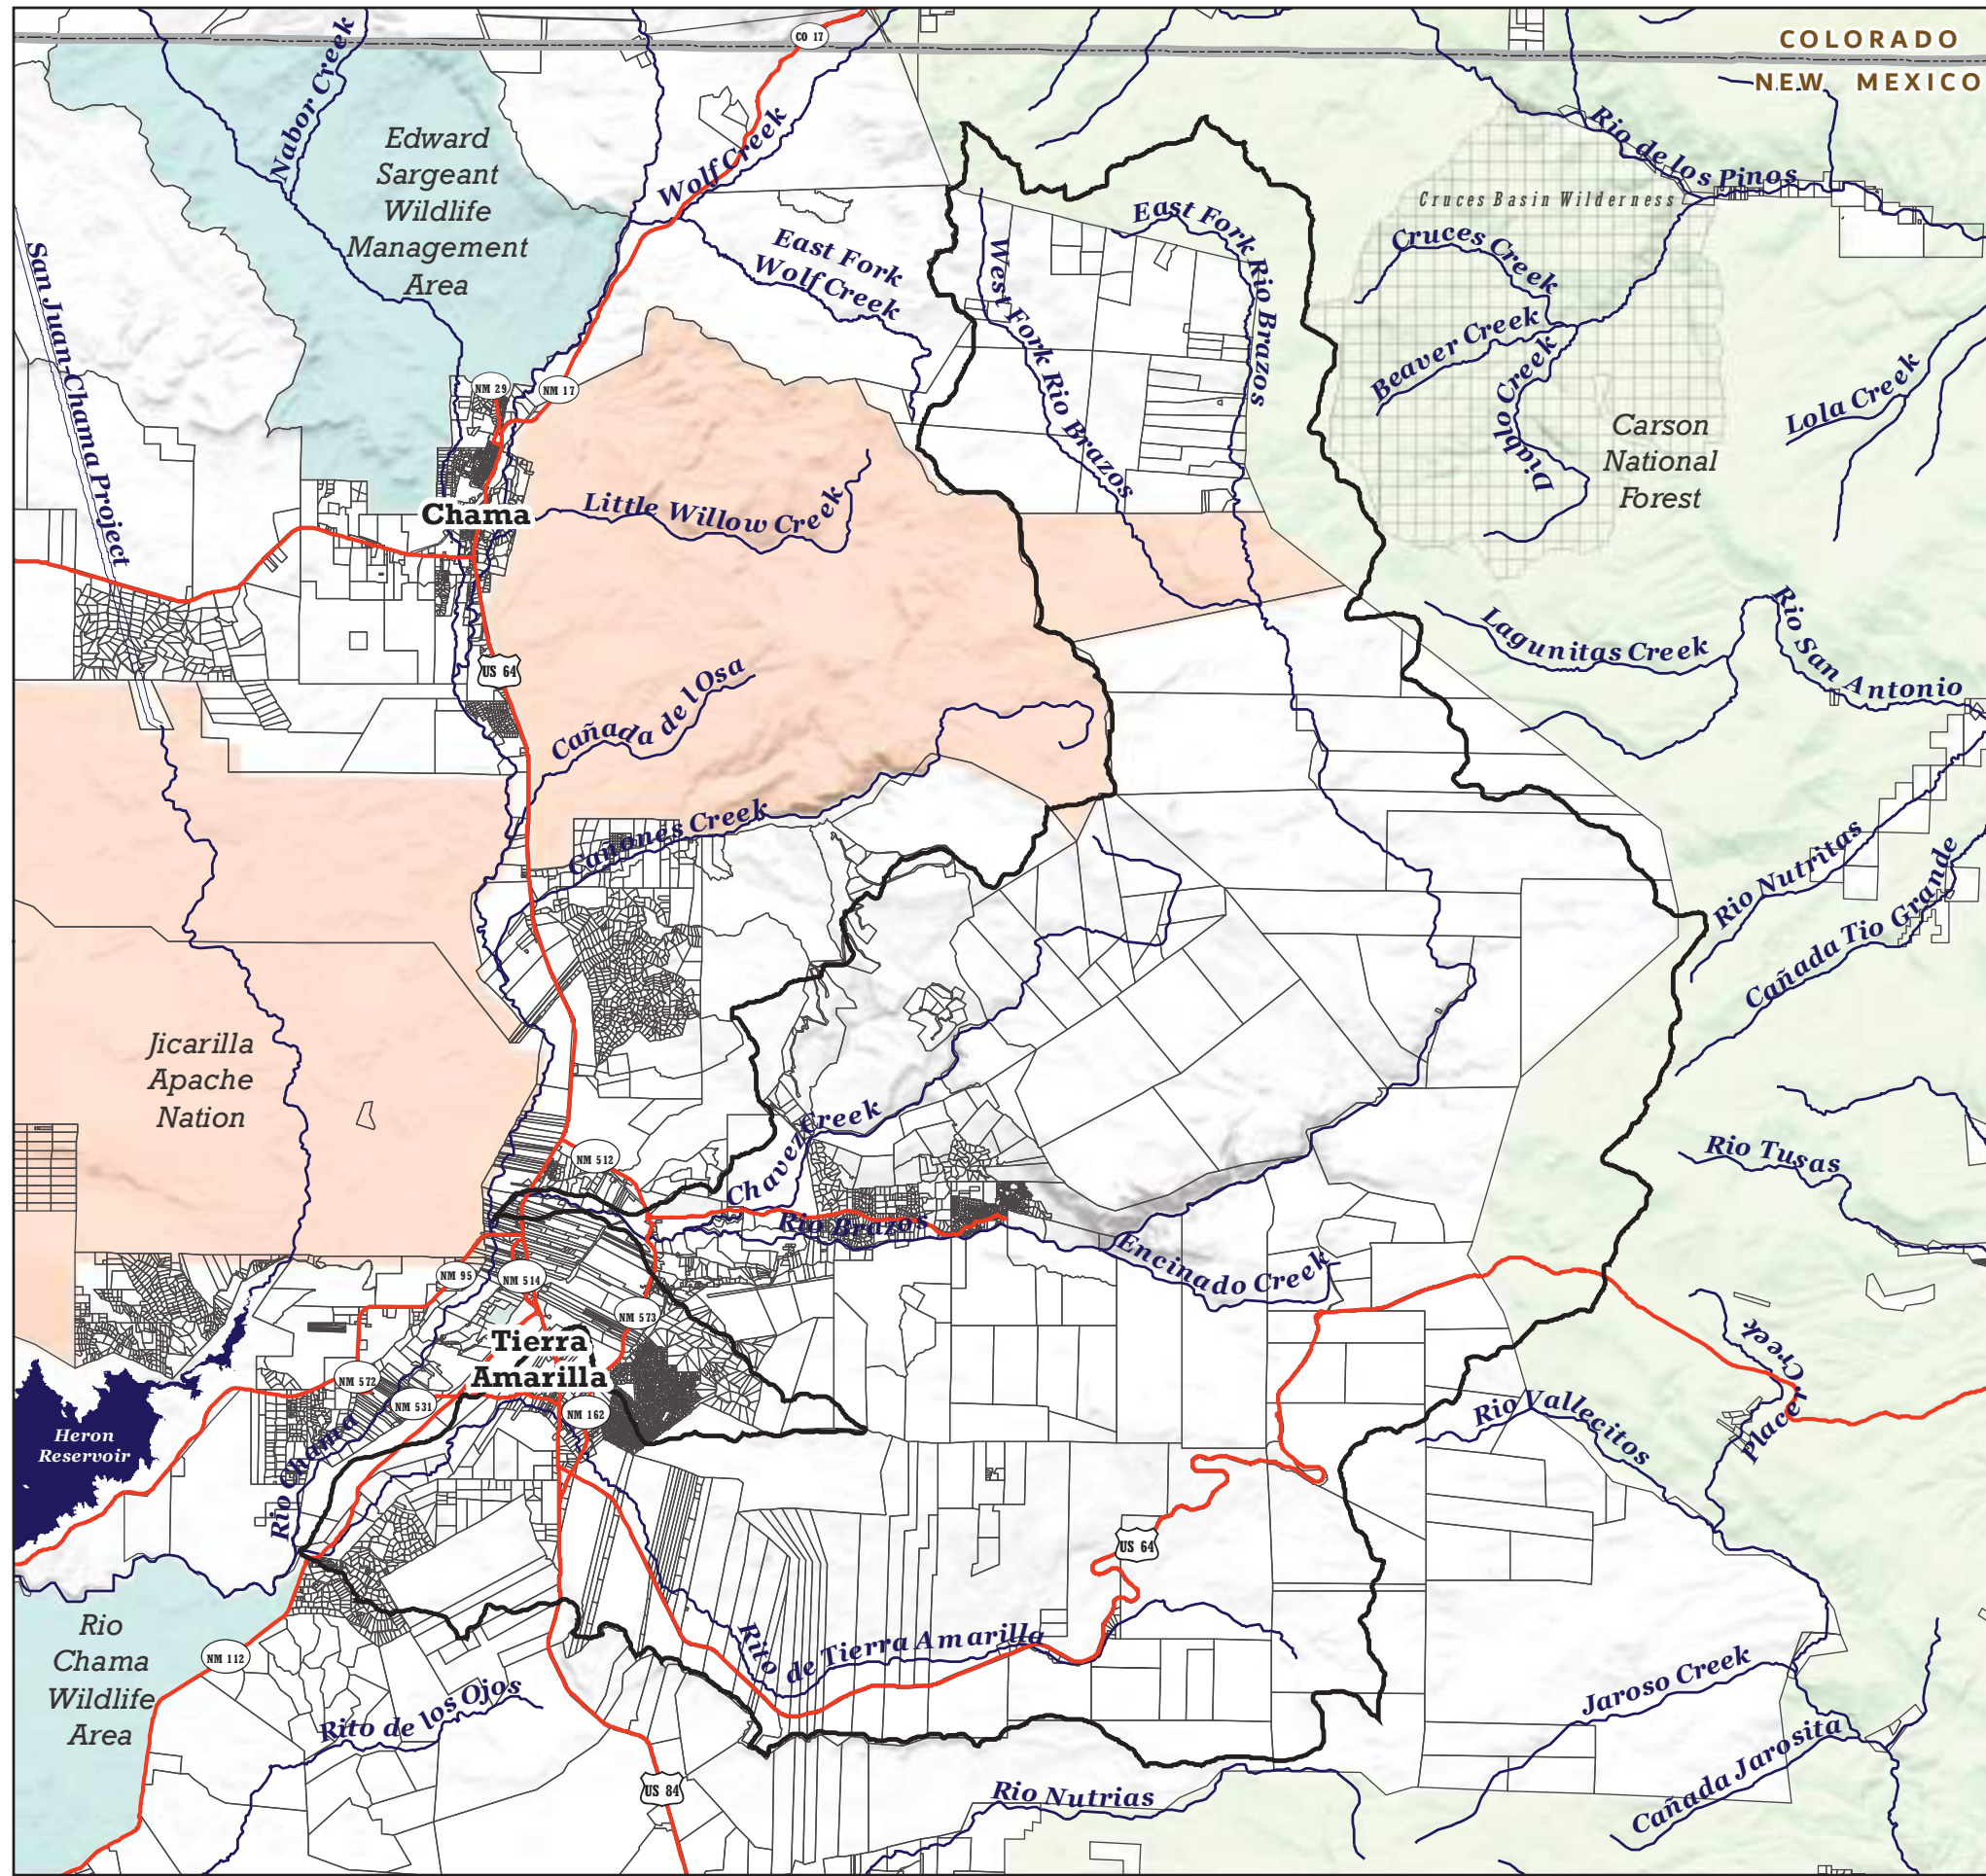 CO 17
COLORADO
NEW MEXICO
Nabor Creek
Edward
Sargeant
Wildlife
Management
Area
Wolf Creek
Rio de los Pinos
Cruces Basin Wilderness
East Fork Rio Brazos
East Fork
Wolf Creek
West Fork Rio Brazos
Cruces Creek
Beaver Creek
Diablo Creek
Lola Creek
San Juan-Chama Project
NM 29
NM 17
Carson
National
Forest
Chama
Little Willow Creek
US 64
Lagunitas Creek
Rio San Antonio
Cañada del Osa
Cañones Creek
Rio Nutritas
Cañada Tio Grande
Jicarilla
Apache
Nation
Chavez Creek
NM 512
Rio Tusas
Rio Brazos
Encinado Creek
NM 95
NM 514
NM 573
Tierra
Amarilla
NM 572
NM 531
NM 162
Placer Creek
Rio Vallecitos
Heron
Reservoir
Rio Chama
US 64
Rio
Chama
Wildlife
Area
NM 112
Rito de Tierra Amarilla
Rito de los Ojos
Jaroso Creek
Cañada Jarosita
US 84
Rio Nutrias